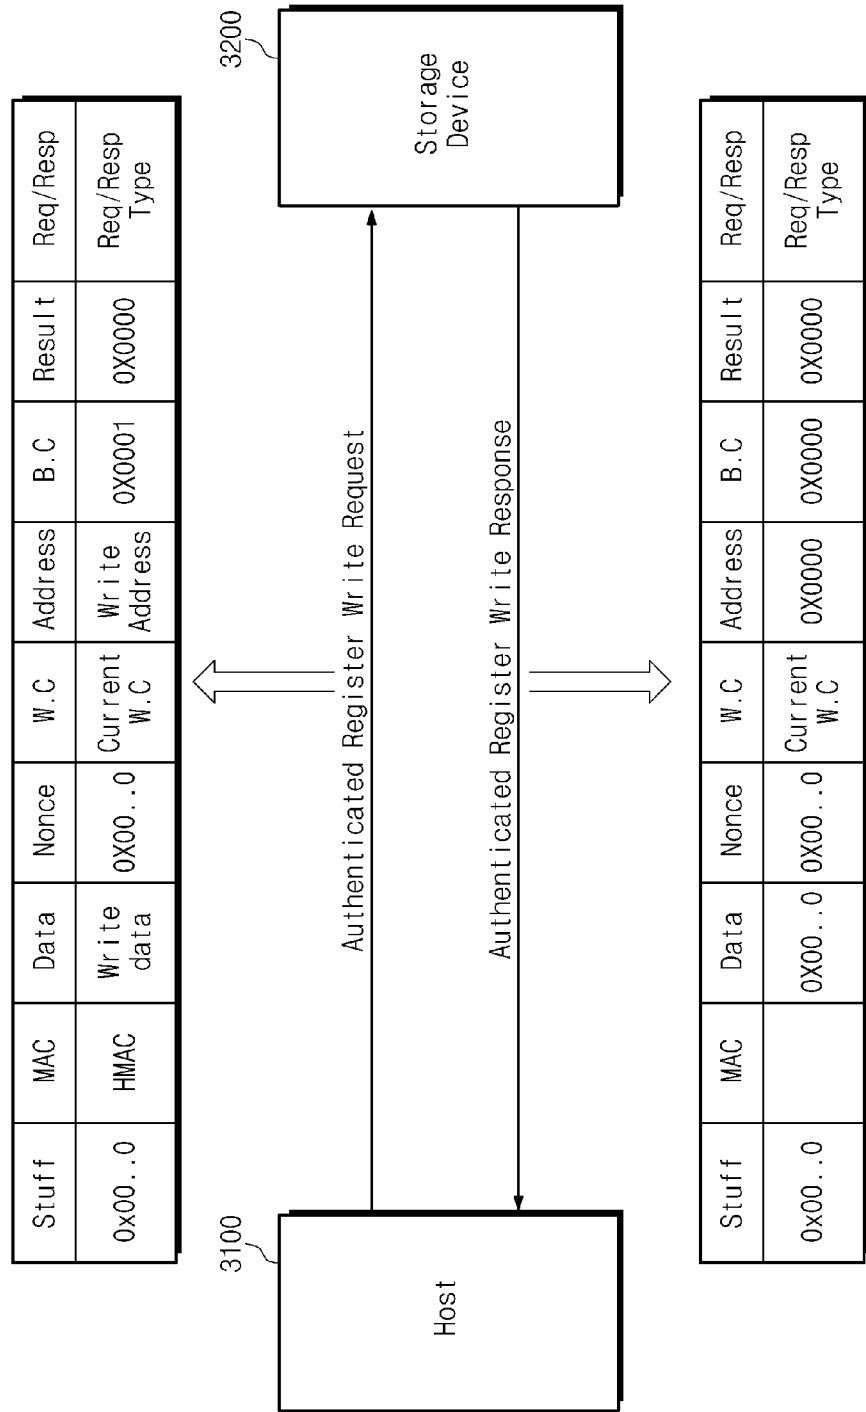 Stuff MAC Data Nonce W.C Address B.C Result Req/Resp
0x00..0 HMAC Write data 0X00..0 Current W.C Write Address 0X0001 0X0000 Req/Resp Type
3100
3200
Host
Authenticated Register Write Request
Authenticated Register Write Response
Storage
Device
Stuff MAC Data Nonce W.C Address B.C Result Req/Resp
0x00..0 0X00..0 0X00..0 Current W.C 0X0000 0X0000 0X0000 Req/Resp Type